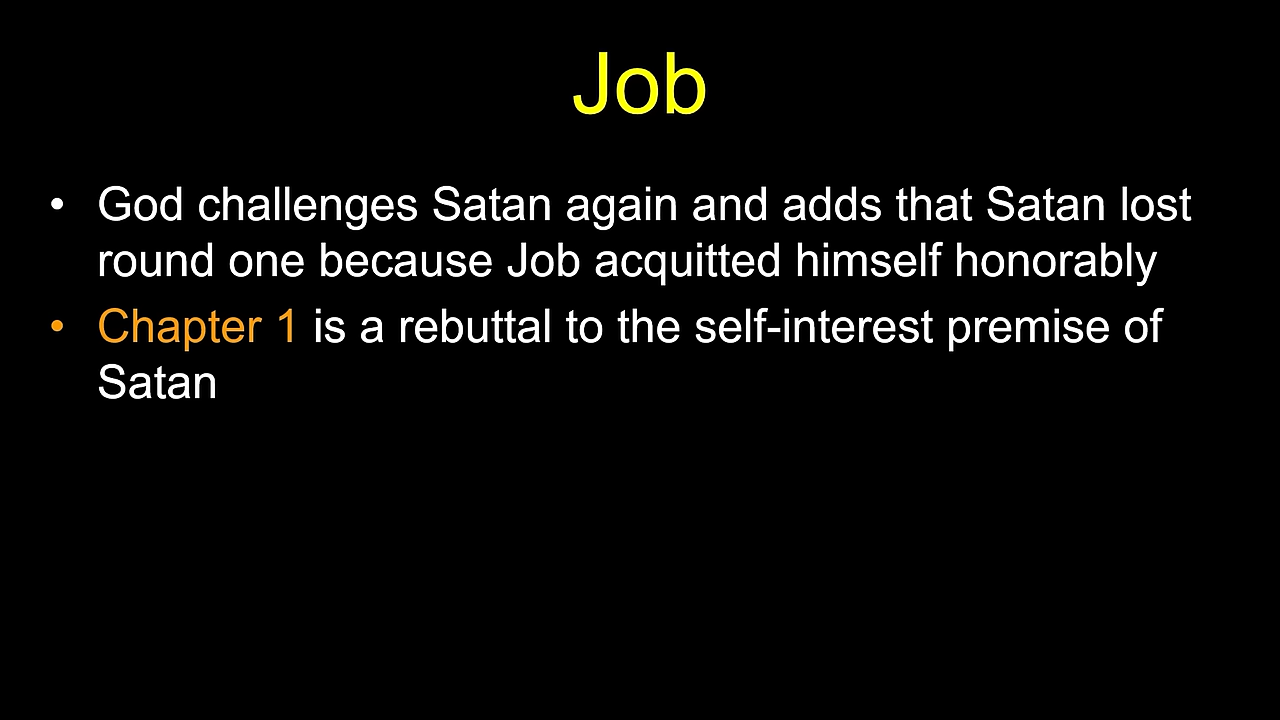 Job
• God challenges Satan again and adds that Satan lost
round one because Job acquitted himself honorably
• Chapter 1 is a rebuttal to the self-interest premise of
Satan